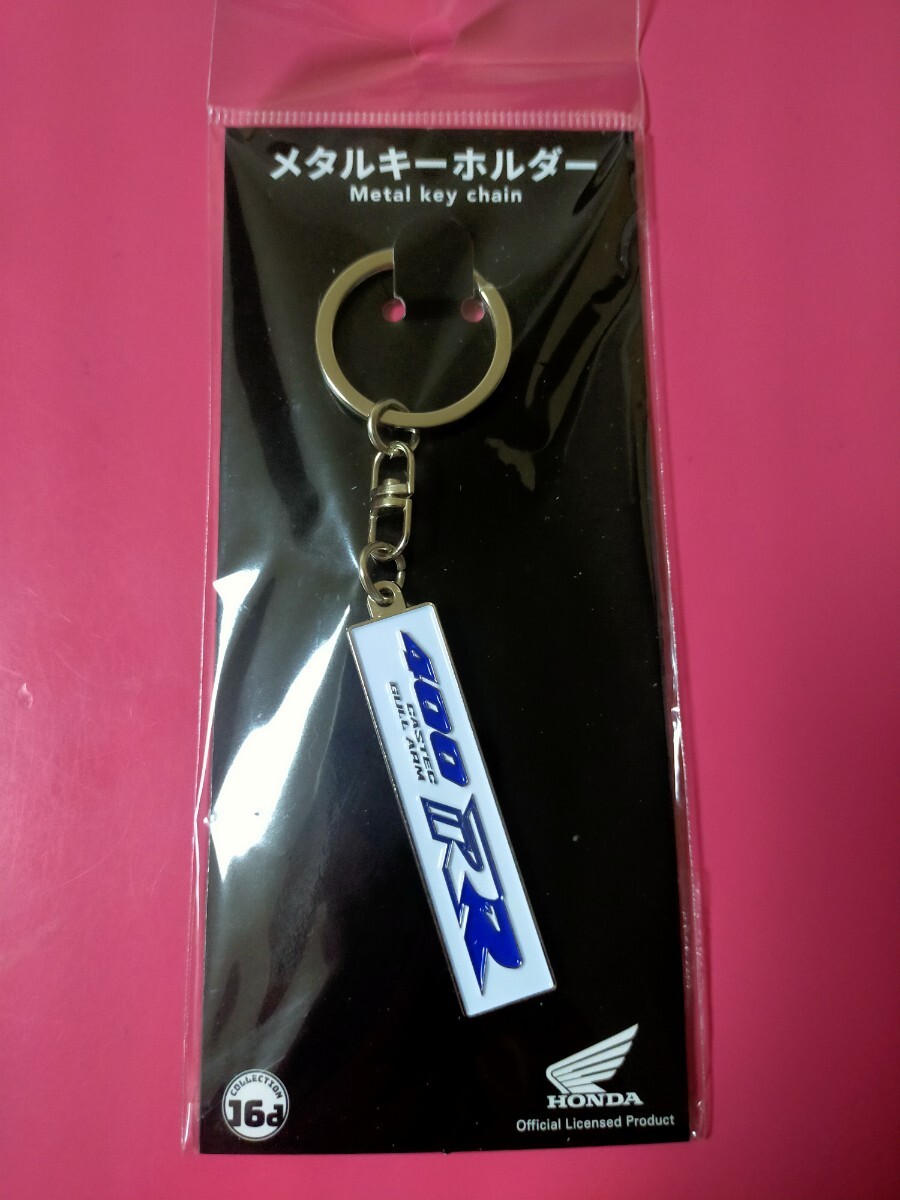 メタルキーホルダー
Metal key chain
400 RR
CASTEC
GULL ARM
COLLECTION
16d
HONDA
Official Licensed Product